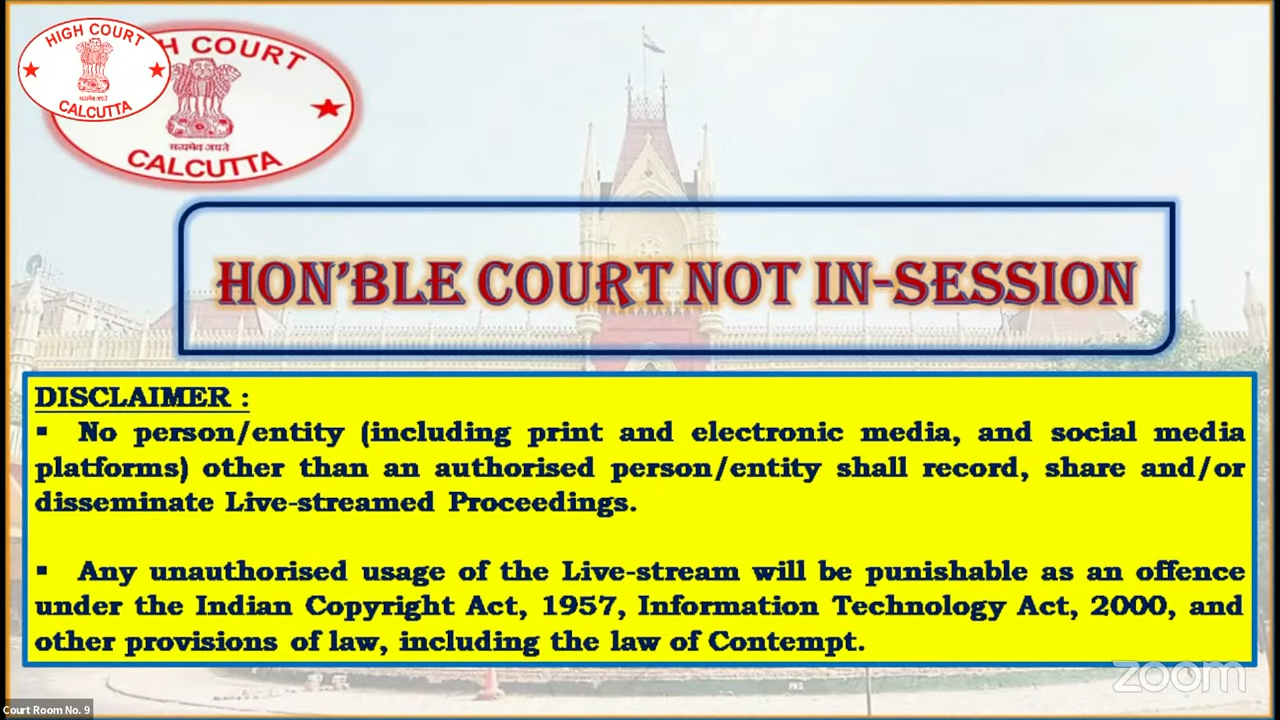 HIGH COURT
CALCUTTA
H COURT
सत्यमेव जयते
CALCUTTA
HON'BLE COURT NOT IN-SESSION
DISCLAIMER :
▪ No person/entity (including print and electronic media, and social media
platforms) other than an authorised person/entity shall record, share and/or
disseminate Live-streamed Proceedings.
▪ Any unauthorised usage of the Live-stream will be punishable as an offence
under the Indian Copyright Act, 1957, Information Technology Act, 2000, and
other provisions of law, including the law of Contempt.
zoom
Court Room No. 9